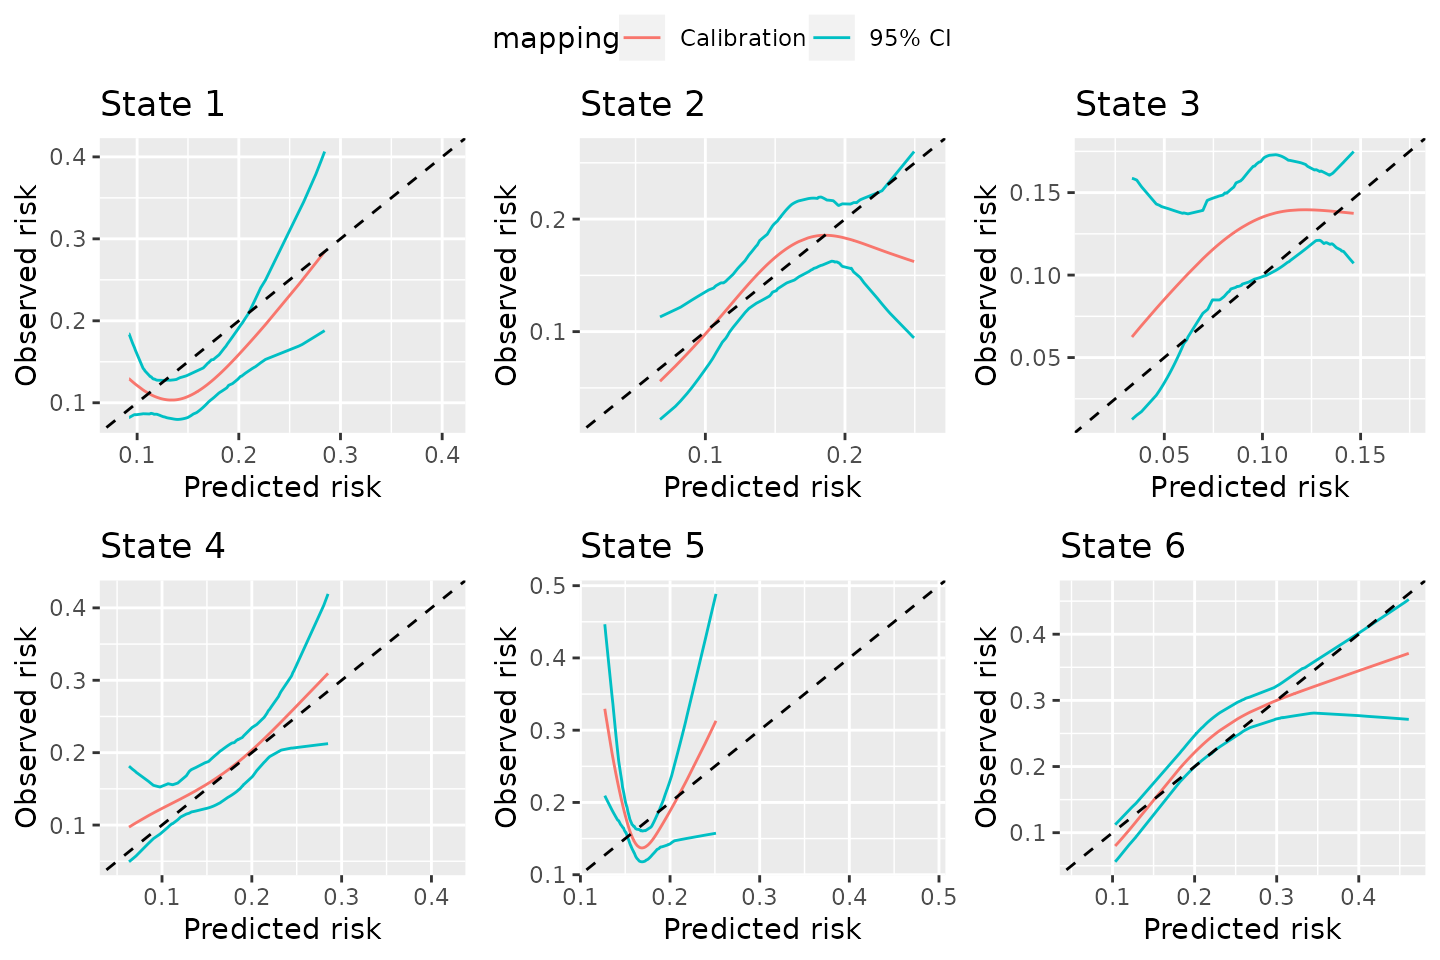 mapping Calibration 95% CI
State 1 State 2 State 3
Observed risk
0.4
0.3
0.2
0.1
0.1 0.2 0.3 0.4
Predicted risk
Observed risk
0.2
0.1
0.1 0.2
Predicted risk
Observed risk
0.15
0.10
0.05
0.05 0.10 0.15
Predicted risk
State 4 State 5 State 6
Observed risk
0.4
0.3
0.2
0.1
0.1 0.2 0.3 0.4
Predicted risk
Observed risk
0.5
0.4
0.3
0.2
0.1
0.1 0.2 0.3 0.4 0.5
Predicted risk
Observed risk
0.4
0.3
0.2
0.1
0.1 0.2 0.3 0.4
Predicted risk